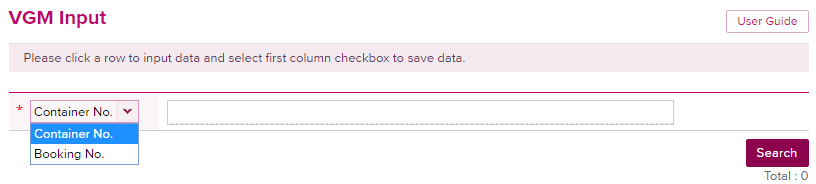 VGM Input
User Guide
Please click a row to input data and select first column checkbox to save data.
* Container No.
Container No.
Booking No.
Search
Total : 0